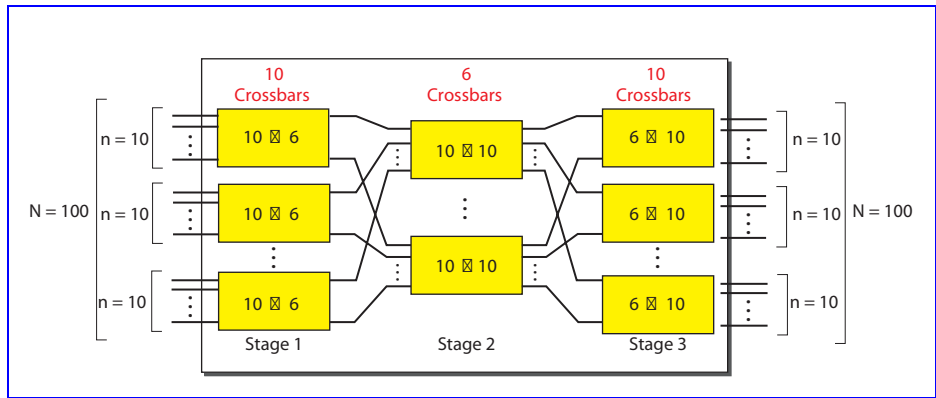 10
Crossbars
6
Crossbars
10
Crossbars
N = 100
n = 10
n = 10
n = 10
10 ☒ 6
10 ☒ 6
10 ☒ 6
10 ☒ 10
10 ☒ 10
6 ☒ 10
6 ☒ 10
6 ☒ 10
n = 10
n = 10
n = 10
N = 100
Stage 1
Stage 2
Stage 3